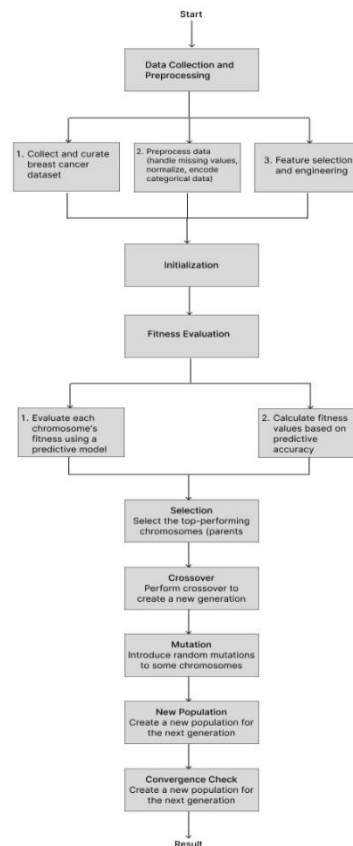 Start
Data Collection and
Preprocessing
1. Collect and curate
breast cancer
dataset
2. Preprocess data
(handle missing values,
normalize, encode
categorical data)
3. Feature selection
and engineering
Initialization
Fitness Evaluation
1. Evaluate each
chromosome's
fitness using a
predictive model
2. Calculate fitness
values based on
predictive
accuracy
Selection
Select the top-performing
chromosomes (parents
Crossover
Perform crossover to
create a new generation
Mutation
Introduce random mutations
to some chromosomes
New Population
Create a new population for
the next generation
Convergence Check
Create a new population for
the next generation
Result